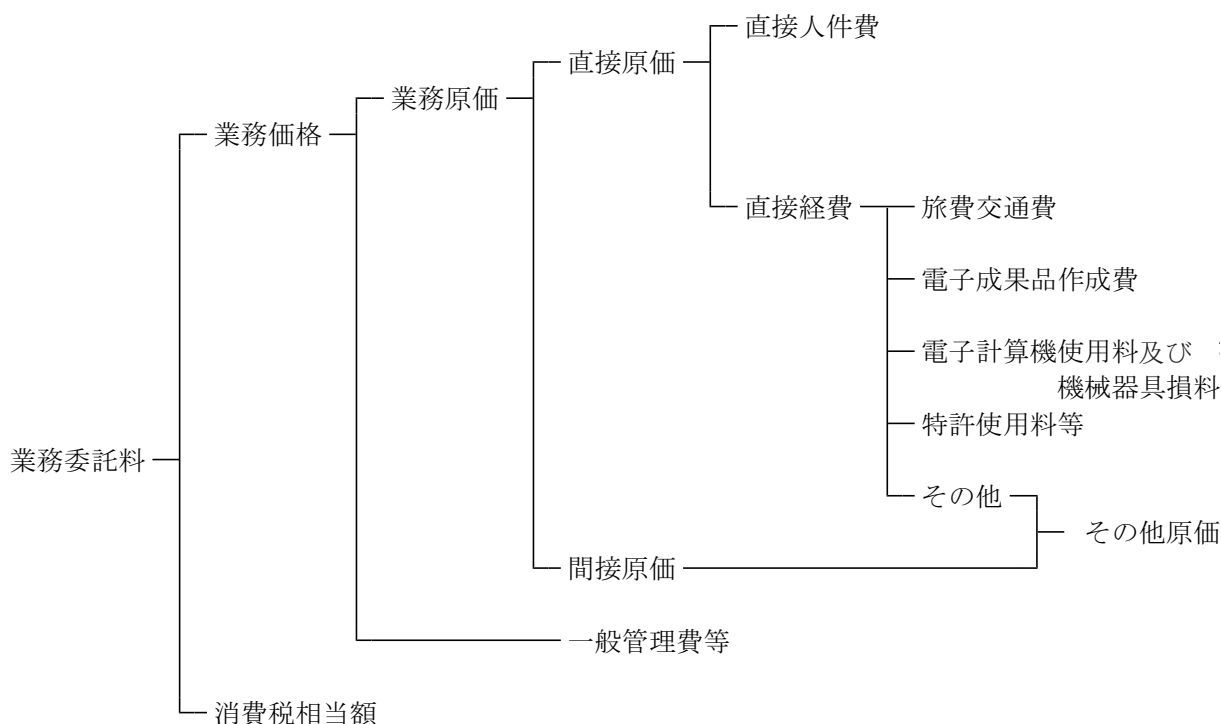 直接人件費
直接原価
業務原価
業務価格
直接経費
旅費交通費
電子成果品作成費
電子計算機使用料及び
機械器具損料
特許使用料等
業務委託料
その他
その他原価
間接原価
一般管理費等
消費税相当額